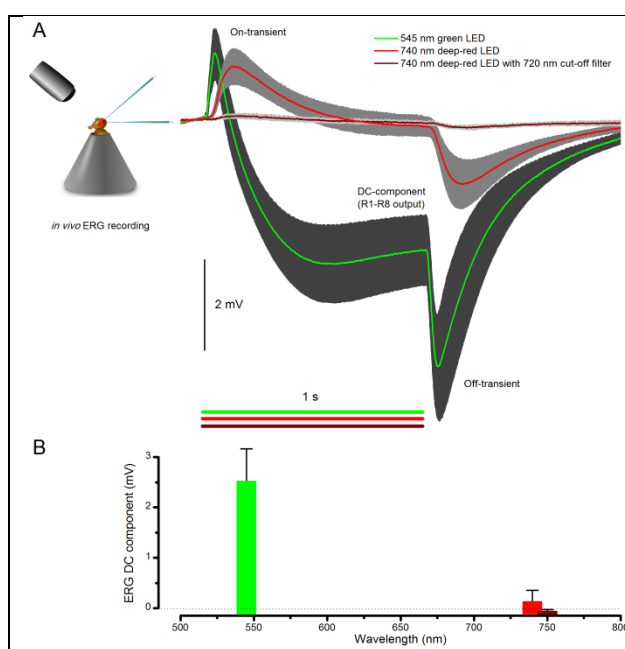 A
On-transient
545 nm green LED
740 nm deep-red LED
740 nm deep-red LED with 720 nm cut-off filter
in vivo ERG recording
DC-component
(R1-R8 output)
2 mV
Off-transient
1 s
B
ERG DC component (mV)
3
2
1
0
500 550 600 650 700 750 800
Wavelength (nm)